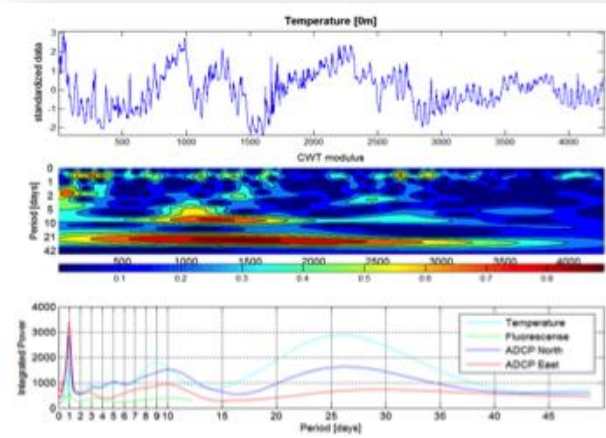 Temperature [0m]
standardized data
3
2
1
0
-1
-2
500 1000 1500 2000 2500 3000 3500 4000
CWT modulus
Period [days]
0
1
2
5
10
21
42
500 1000 1500 2000 2500 3000 3500 4000
0.1 0.2 0.3 0.4 0.5 0.6 0.7 0.8
Integrated Power
4000
3000
2000
1000
0
Temperature
Fluorescense
ADCP North
ADCP East
0 1 2 3 4 5 6 7 8 9 10 15 20 25 30 35 40 45
Period [days]